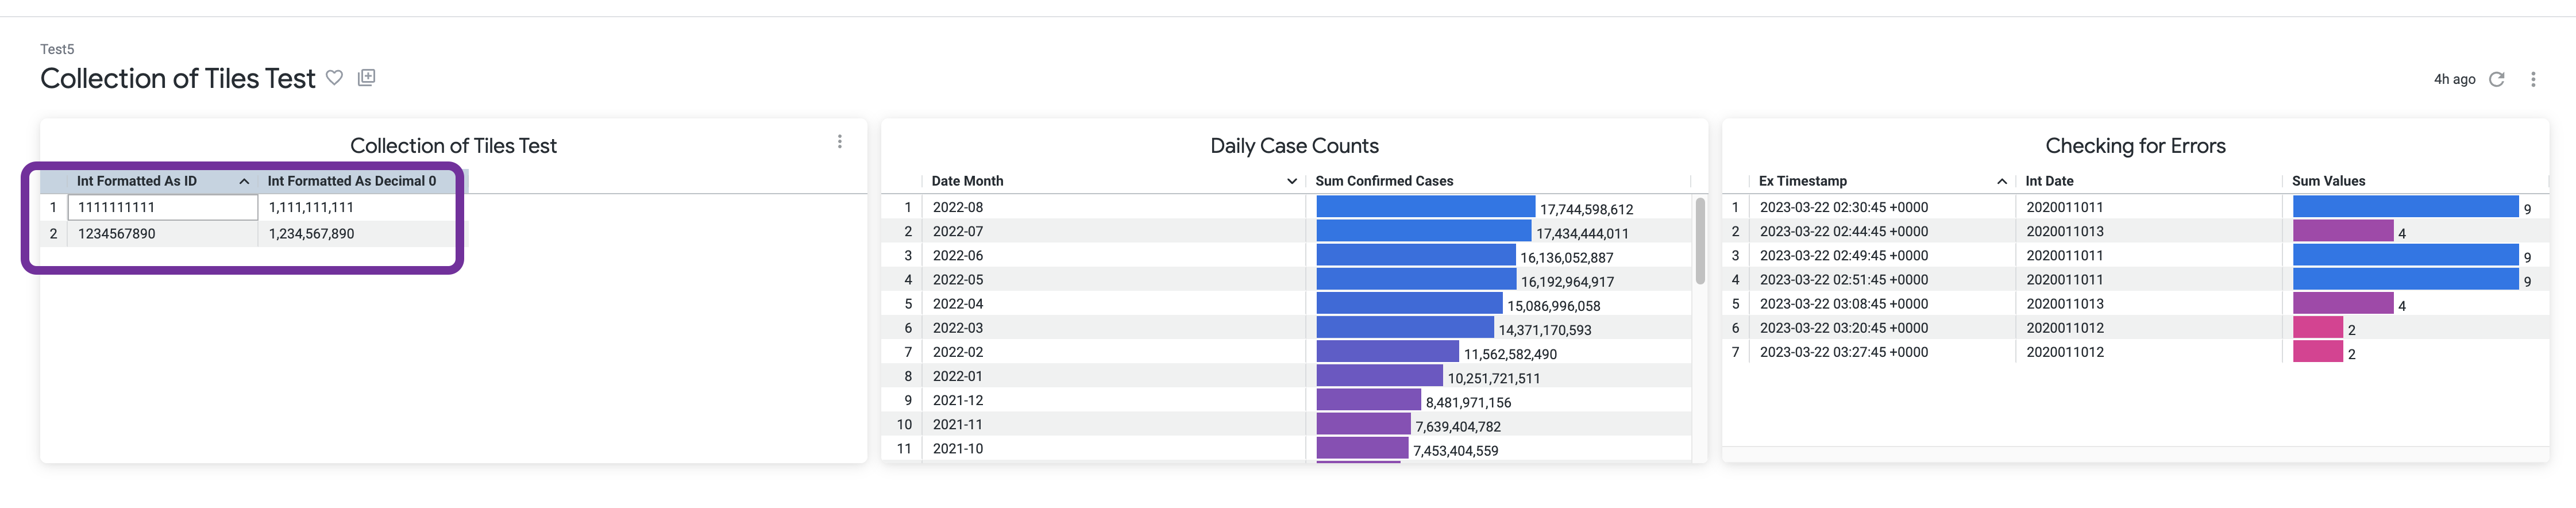 Test5
Collection of Tiles Test
4h ago
Collection of Tiles Test
Int Formatted As ID Int Formatted As Decimal 0
1 1111111111 1,111,111,111
2 1234567890 1,234,567,890
Daily Case Counts
Date Month Sum Confirmed Cases
1 2022-08 17,744,598,612
2 2022-07 17,434,444,011
3 2022-06 16,136,052,887
4 2022-05 16,192,964,917
5 2022-04 15,086,996,058
6 2022-03 14,371,170,593
7 2022-02 11,562,582,490
8 2022-01 10,251,721,511
9 2021-12 8,481,971,156
10 2021-11 7,639,404,782
11 2021-10 7,453,404,559
Checking for Errors
Ex Timestamp Int Date Sum Values
1 2023-03-22 02:30:45 +0000 2020011011 9
2 2023-03-22 02:44:45 +0000 2020011013 4
3 2023-03-22 02:49:45 +0000 2020011011 9
4 2023-03-22 02:51:45 +0000 2020011011 9
5 2023-03-22 03:08:45 +0000 2020011013 4
6 2023-03-22 03:20:45 +0000 2020011012 2
7 2023-03-22 03:27:45 +0000 2020011012 2